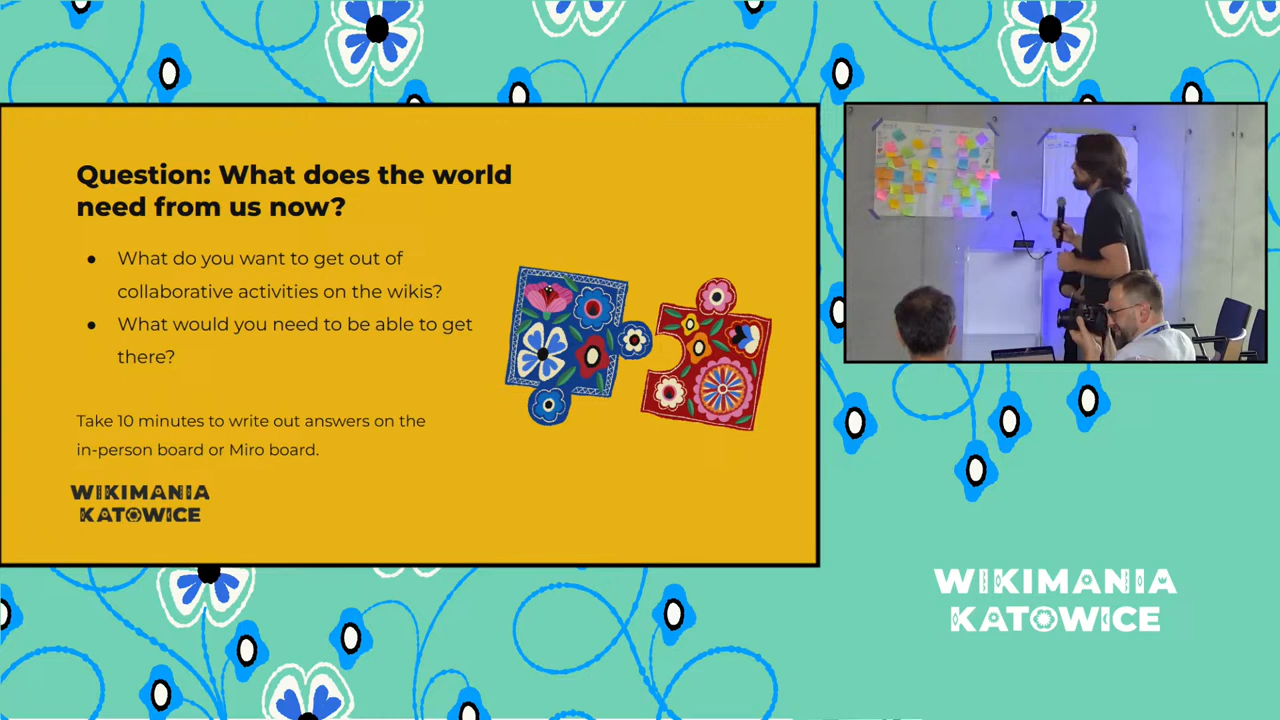 Question: What does the world
need from us now?
● What do you want to get out of
collaborative activities on the wikis?
● What would you need to be able to get
there?
Take 10 minutes to write out answers on the
in-person board or Miro board.
WIKIMANIA
KATOWICE
WIKIMANIA
KATOWICE